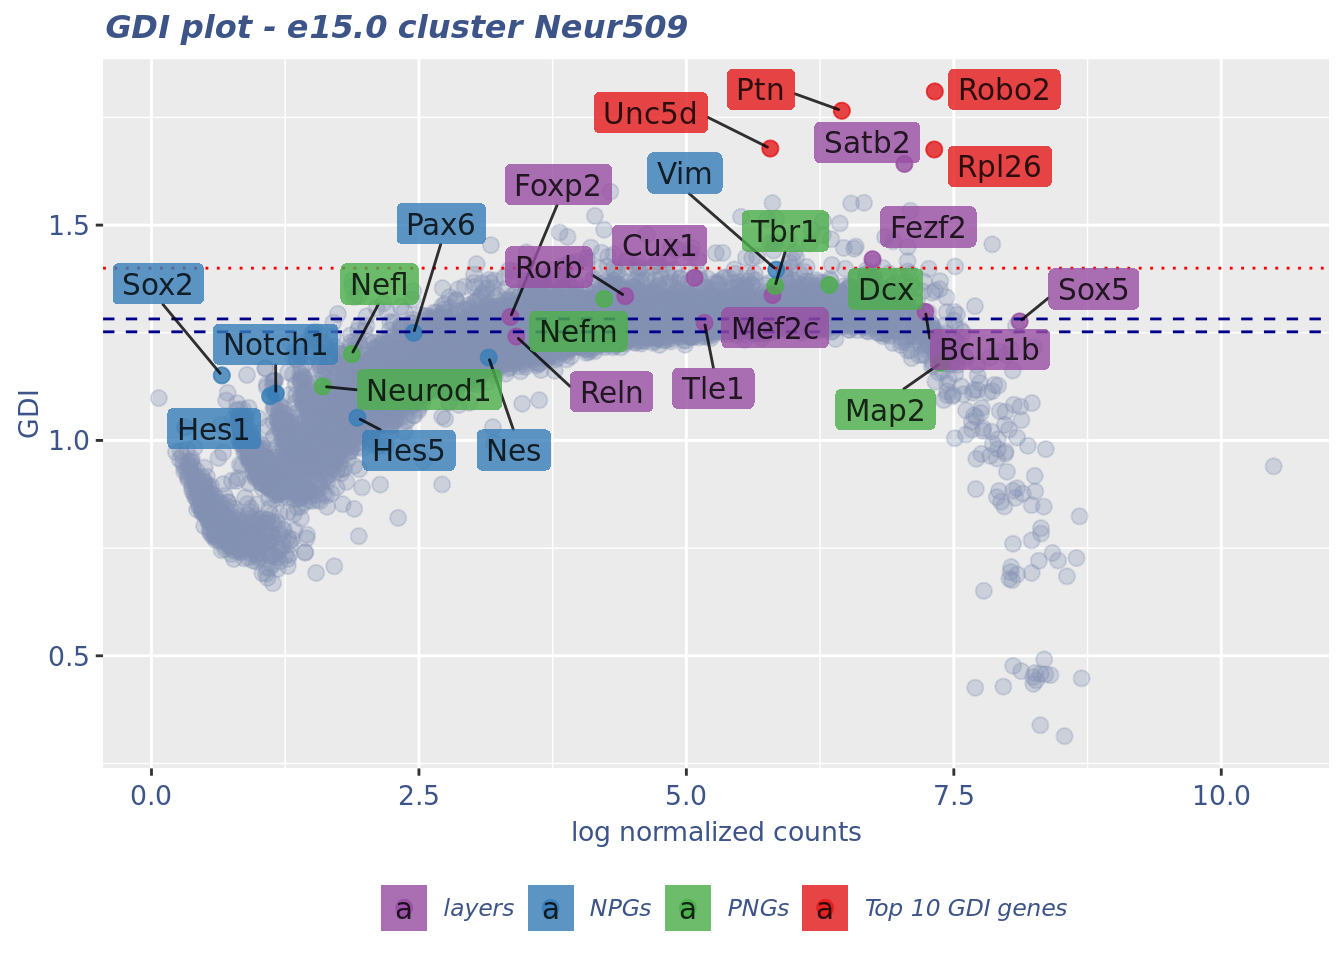 GDI plot - e15.0 cluster Neur509
Ptn
Robo2
Unc5d
Satb2
Rpl26
Vim
Foxp2
Pax6
Tbr1
Fezf2
Cux1
Rorb
Sox2
Nefl
Dcx
Sox5
Notch1
Nefm
Mef2c
Bcl11b
Neurod1
Reln
Tle1
Map2
Hes1
Hes5
Nes
1.5
1.0
0.5
GDI
0.0
2.5
5.0
7.5
10.0
log normalized counts
a layers a NPGs a PNGs a Top 10 GDI genes